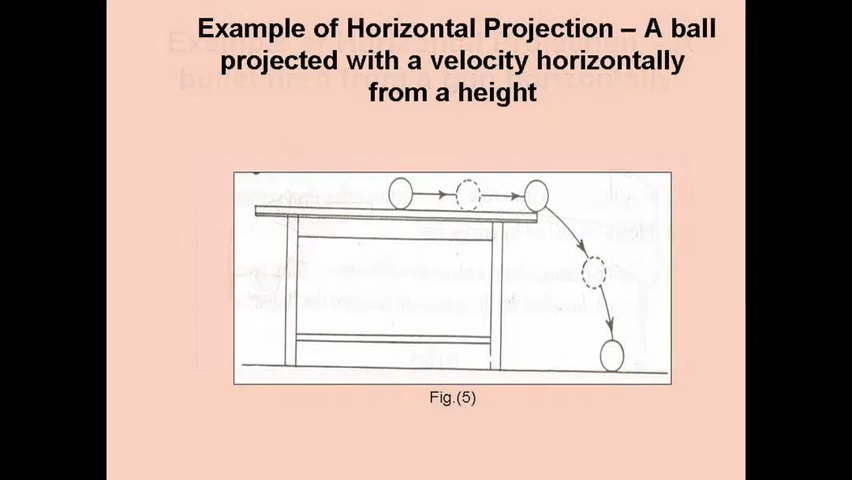 Example of Horizontal Projection – A ball
projected with a velocity horizontally
from a height
Fig.(5)